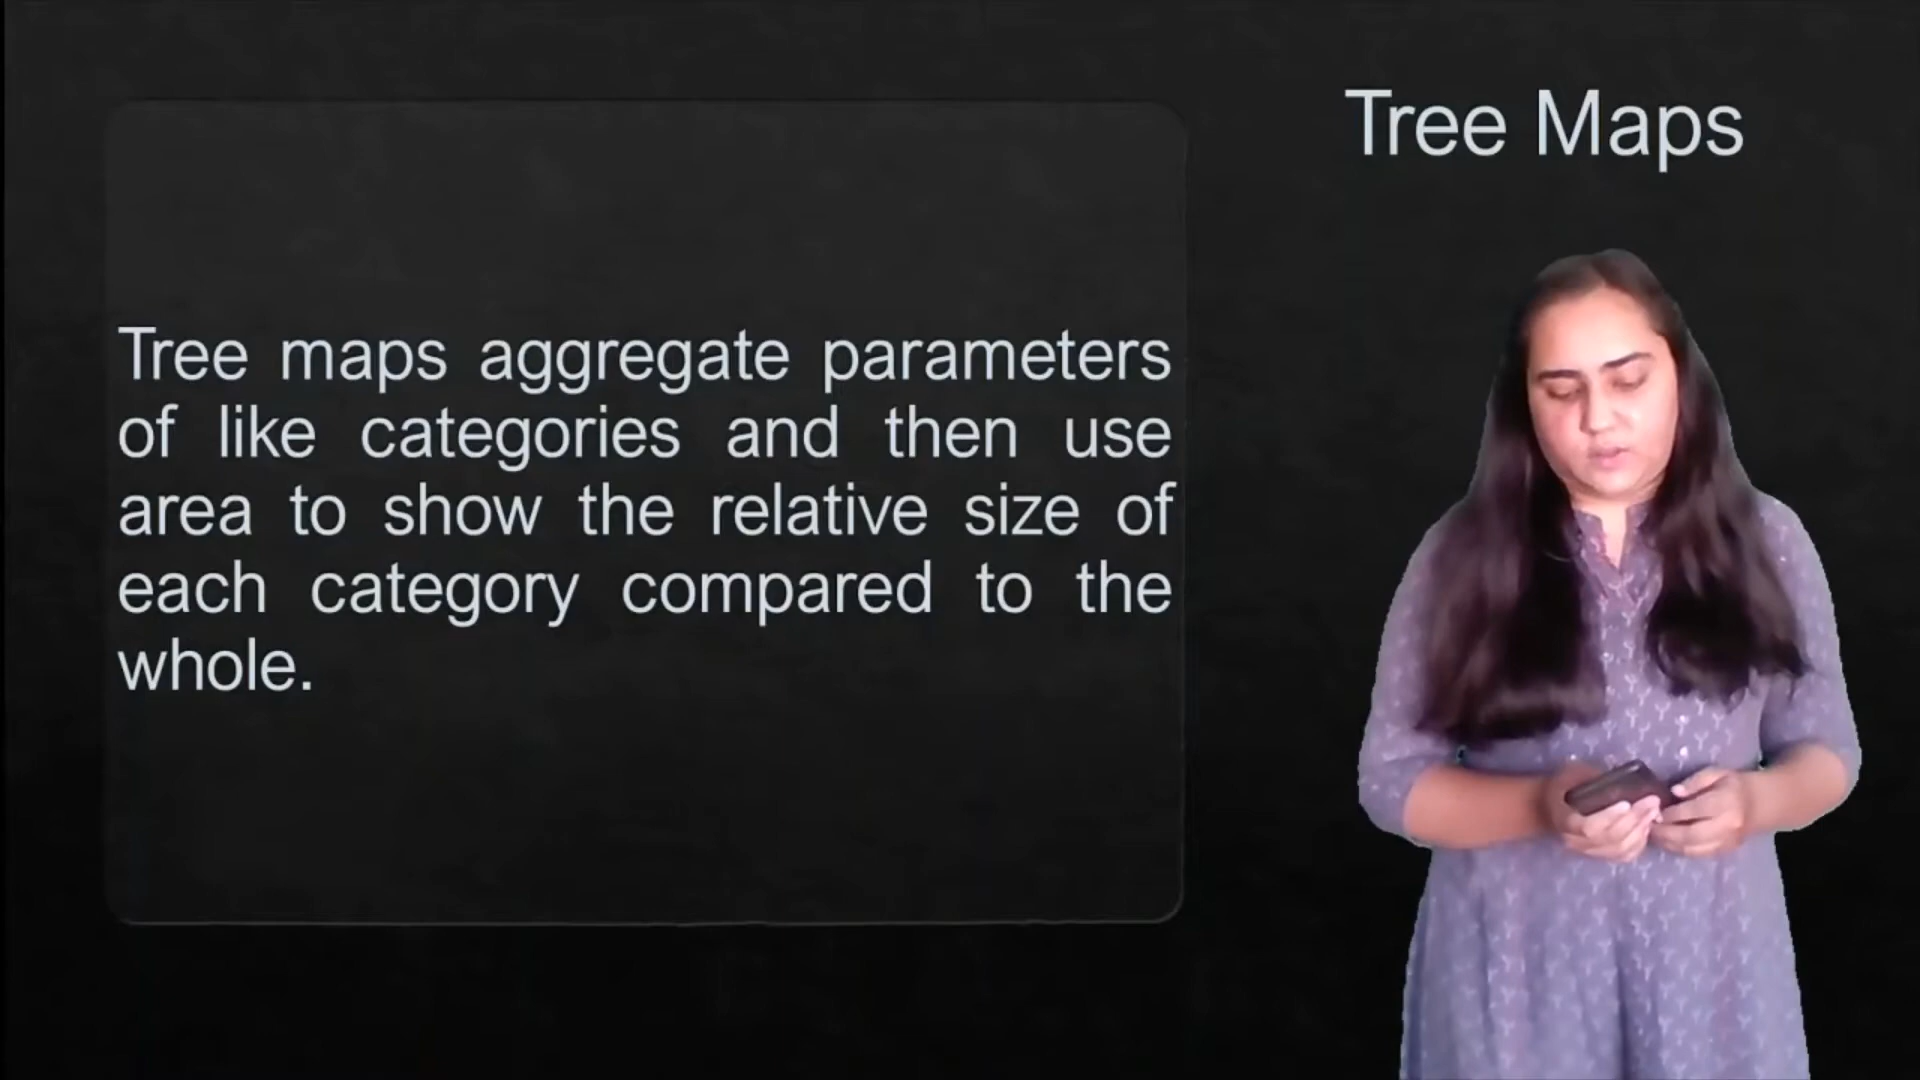 Tree Maps
Tree maps aggregate parameters
of like categories and then use
area to show the relative size of
each category compared to the
whole.